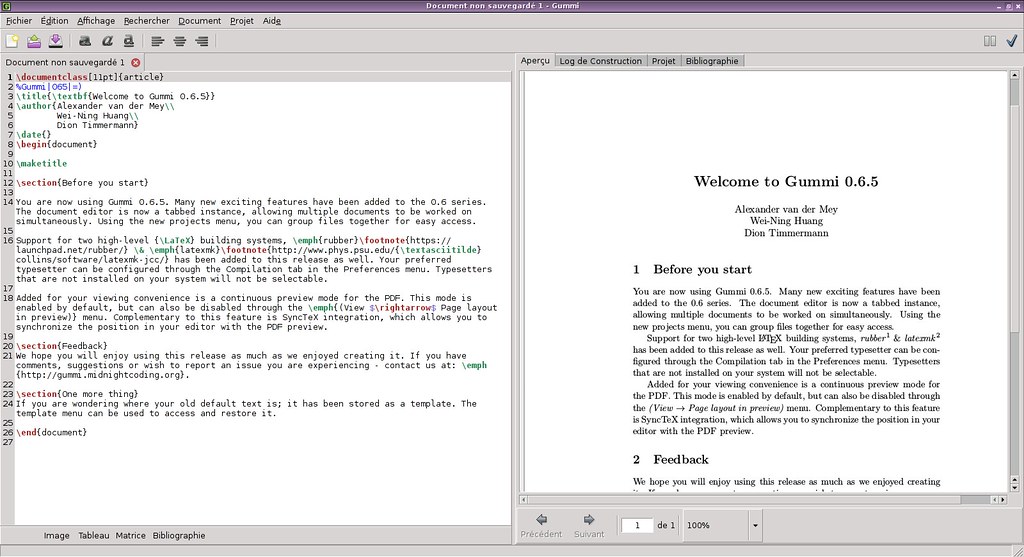 Document non sauvegardé 1 - Gummi
Fichier Édition Affichage Rechercher Document Projet Aide
Document non sauvegardé 1
1 \documentclass[11pt]{article}
2 %Gummi|065|=)
3 \title{\textbf{Welcome to Gummi 0.6.5}}
4 \author{Alexander van der Mey\\
5 Wei-Ning Huang\\
6 Dion Timmermann}
7 \date{}
8 \begin{document}
9
10 \maketitle
11
12 \section{Before you start}
13
14 You are now using Gummi 0.6.5. Many new exciting features have been added to the 0.6 series.
The document editor is now a tabbed instance, allowing multiple documents to be worked on
simultaneously. Using the new projects menu, you can group files together for easy access.
15
16 Support for two high-level {\LaTeX} building systems, \emph{rubber}\footnote{https://
launchpad.net/rubber/} \& \emph{latexmk}\footnote{http://www.phys.psu.edu/{\textasciitilde}
collins/software/latexmk-jcc/} has been added to this release as well. Your preferred
typesetter can be configured through the Compilation tab in the Preferences menu. Typesetters
that are not installed on your system will not be selectable.
17
18 Added for your viewing convenience is a continuous preview mode for the PDF. This mode is
enabled by default, but can also be disabled through the \emph{(View $\rightarrow$ Page layout
in preview)} menu. Complementary to this feature is SyncTeX integration, which allows you to
synchronize the position in your editor with the PDF preview.
19
20 \section{Feedback}
21 We hope you will enjoy using this release as much as we enjoyed creating it. If you have
comments, suggestions or wish to report an issue you are experiencing - contact us at: \emph
{http://gummi.midnightcoding.org}.
22
23 \section{One more thing}
24 If you are wondering where your old default text is; it has been stored as a template. The
template menu can be used to access and restore it.
25
26 \end{document}
27
Image Tableau Matrice Bibliographie
Aperçu Log de Construction Projet Bibliographie
Welcome to Gummi 0.6.5
Alexander van der Mey
Wei-Ning Huang
Dion Timmermann
1 Before you start
You are now using Gummi 0.6.5. Many new exciting features have been
added to the 0.6 series. The document editor is now a tabbed instance,
allowing multiple documents to be worked on simultaneously. Using the
new projects menu, you can group files together for easy access.
Support for two high-level LATEX building systems, rubber¹ & latexmk²
has been added to this release as well. Your preferred typesetter can be con-
figured through the Compilation tab in the Preferences menu. Typesetters
that are not installed on your system will not be selectable.
Added for your viewing convenience is a continuous preview mode for
the PDF. This mode is enabled by default, but can also be disabled through
the (View → Page layout in preview) menu. Complementary to this feature
is SyncTeX integration, which allows you to synchronize the position in your
editor with the PDF preview.
2 Feedback
We hope you will enjoy using this release as much as we enjoyed creating
Précédent Suivant 1 de 1 100%